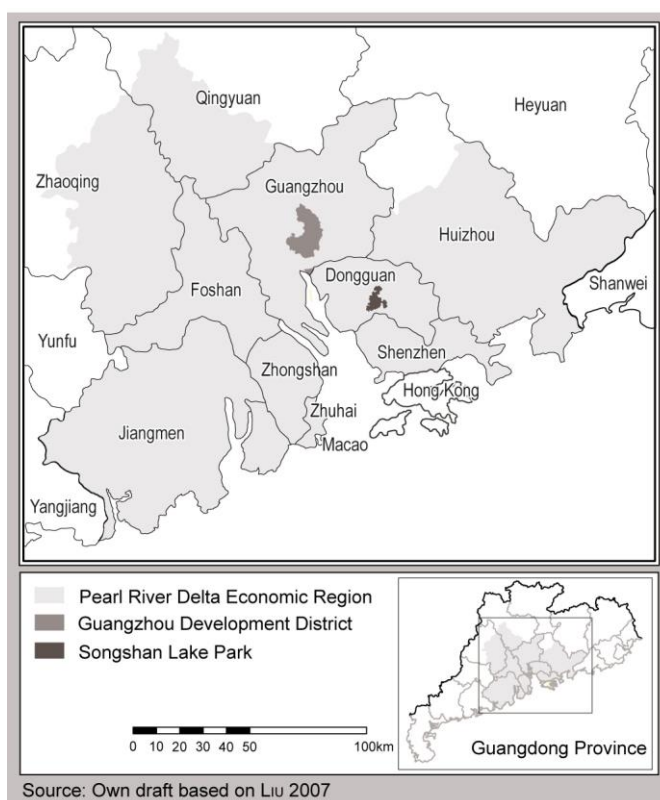 Qingyuan
Heyuan
Zhaoqing
Guangzhou
Huizhou
Dongguan
Shanwei
Foshan
Yunfu
Shenzhen
Zhongshan
Hong Kong
Zhuhai
Jiangmen
Macao
Yangjiang
Pearl River Delta Economic Region
Guangzhou Development District
Songshan Lake Park
0 10 20 30 40 50 100km
Guangdong Province
Source: Own draft based on LIU 2007